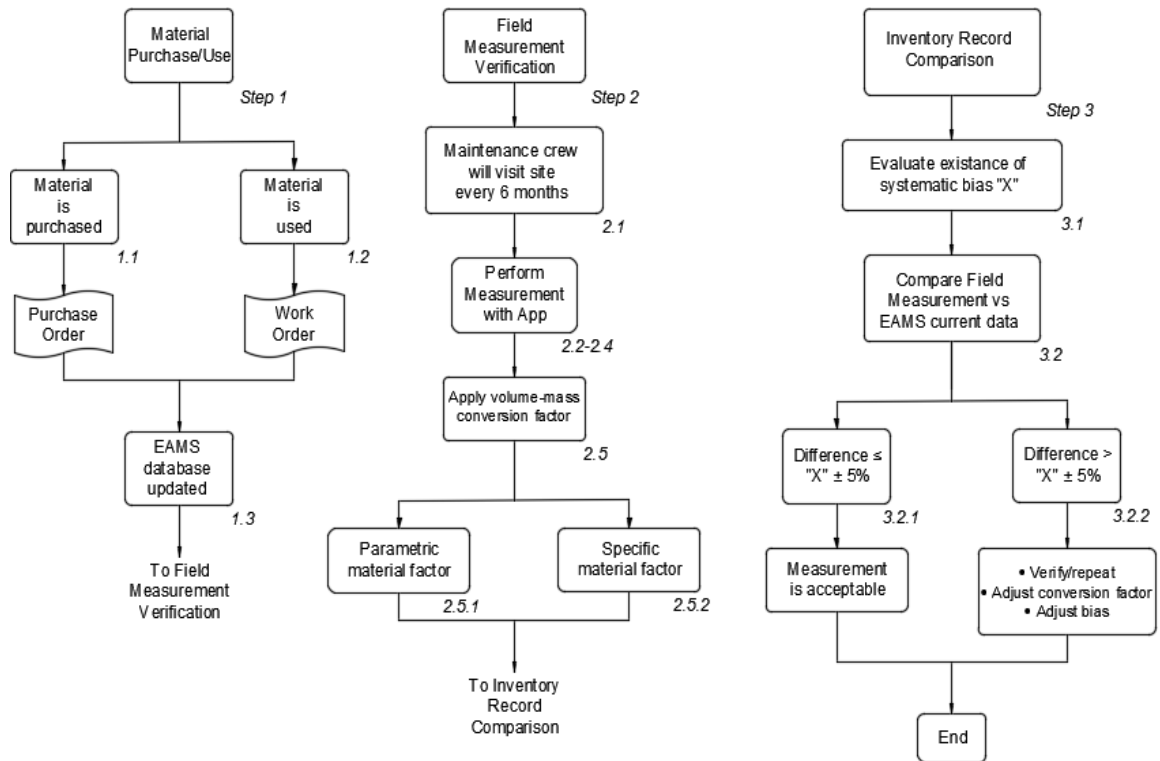 Material
Purchase/Use
Step 1
Material
is
purchased
1.1
Material
is
used
1.2
Purchase
Order
Work
Order
EAMS
database
updated
1.3
To Field
Measurement
Verification
Field
Measurement
Verification
Step 2
Maintenance crew
will visit site
every 6 months
2.1
Perform
Measurement
with App
2.2-2.4
Apply volume-mass
conversion factor
2.5
Parametric
material factor
2.5.1
Specific
material factor
2.5.2
To Inventory
Record
Comparison
Inventory Record
Comparison
Step 3
Evaluate existance of
systematic bias "X"
3.1
Compare Field
Measurement vs
EAMS current data
3.2
Difference ≤
"X" ± 5%
3.2.1
Difference >
"X" ± 5%
3.2.2
Measurement
is acceptable
• Verify/repeat
• Adjust conversion factor
• Adjust bias
End